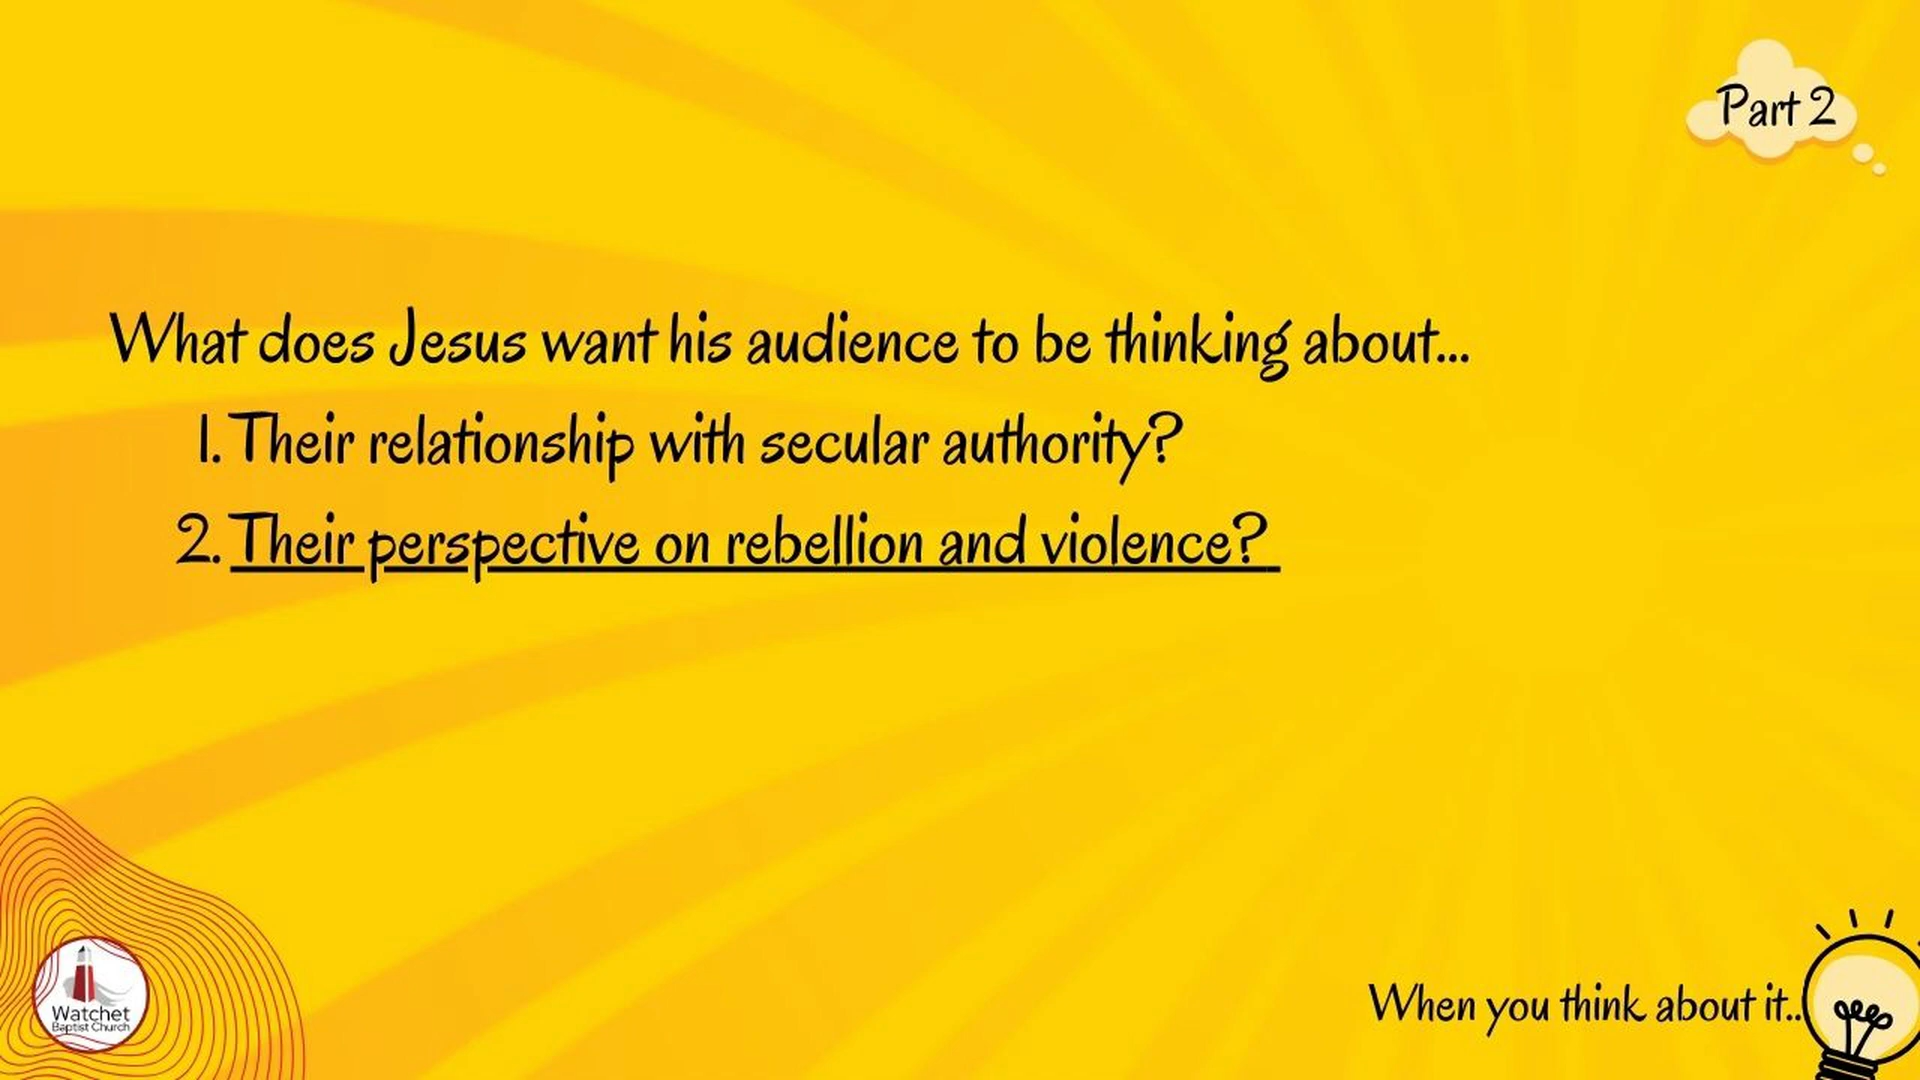 Part 2
What does Jesus want his audience to be thinking about...
1. Their relationship with secular authority?
2. Their perspective on rebellion and violence?
When you think about it..
Watchet
Baptist Church